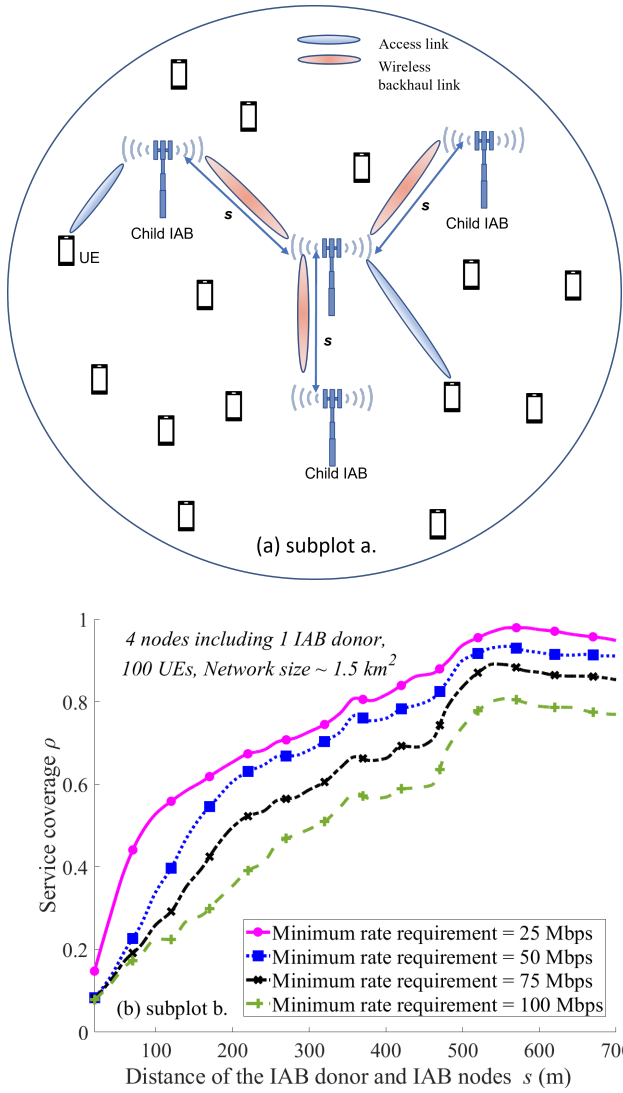 Access link
Wireless
backhaul link
s
s
Child IAB
Child IAB
UE
s
Child IAB
(a) subplot a.
4 nodes including 1 IAB donor,
100 UEs, Network size ~ 1.5 km²
Service coverage ρ
1
0.8
0.6
0.4
0.2
0
Minimum rate requirement = 25 Mbps
Minimum rate requirement = 50 Mbps
Minimum rate requirement = 75 Mbps
Minimum rate requirement = 100 Mbps
(b) subplot b.
100 200 300 400 500 600 700
Distance of the IAB donor and IAB nodes s (m)